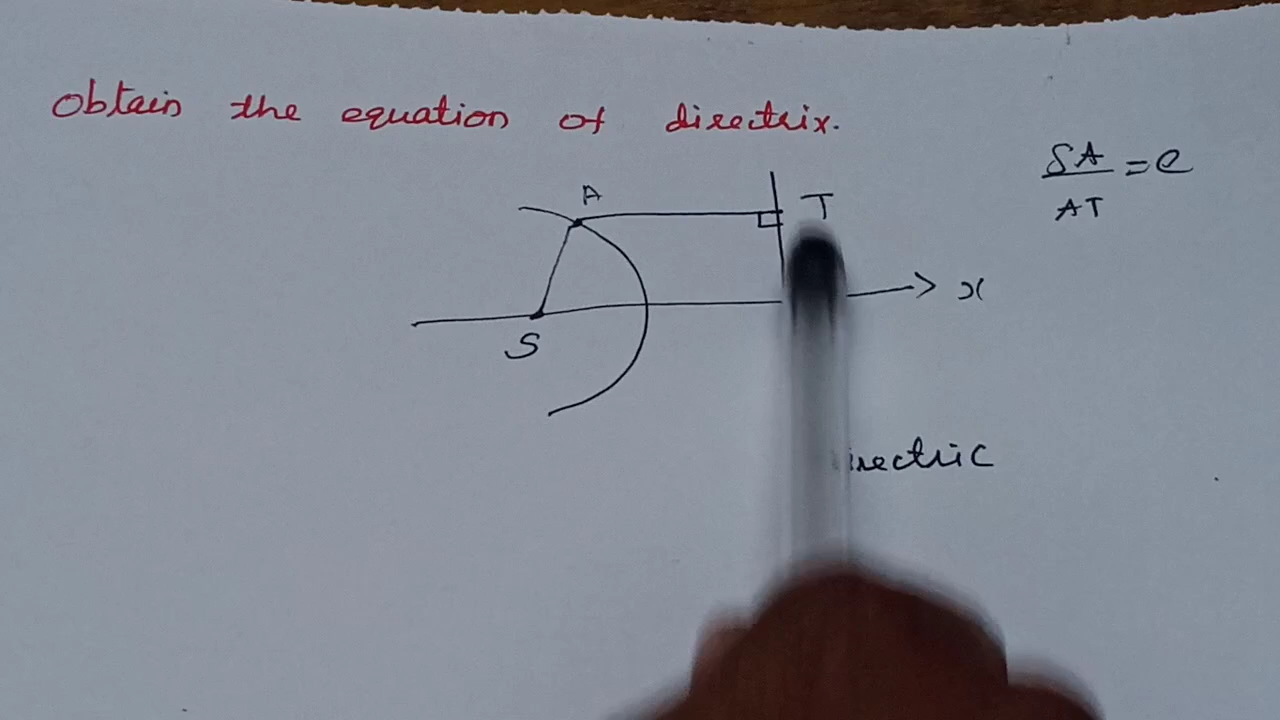 Obtain the equation of directrix.
SA
— = e
AT
A
T
x
S